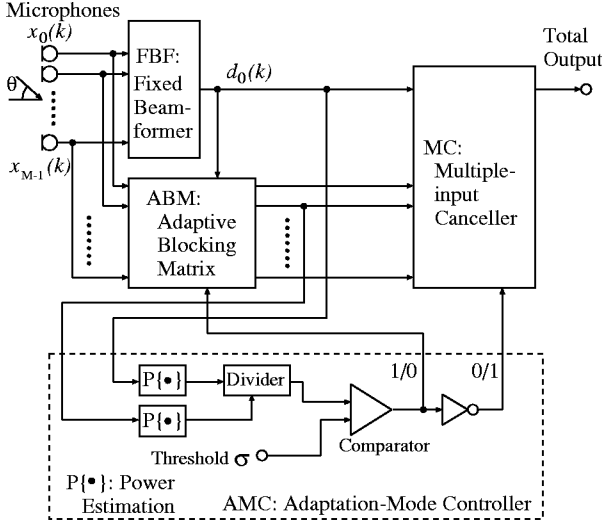 Microphones
x0(k)
θ
xM-1(k)
FBF:
Fixed
Beam-
former
d0(k)
Total
Output
MC:
Multiple-
input
Canceller
ABM:
Adaptive
Blocking
Matrix
1/0
0/1
P{•}
Divider
P{•}
Comparator
Threshold σ
P{•}: Power
Estimation
AMC: Adaptation-Mode Controller